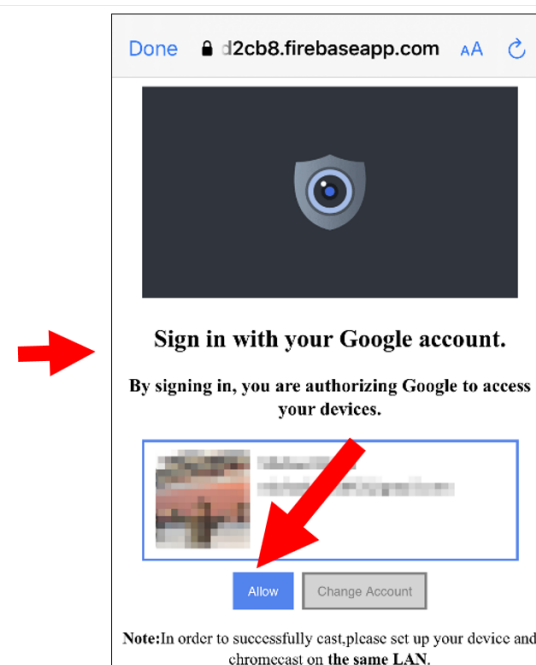 Done d2cb8.firebaseapp.com AA
Sign in with your Google account.
By signing in, you are authorizing Google to access
your devices.
Allow Change Account
Note:In order to successfully cast,please set up your device and
chromecast on the same LAN.